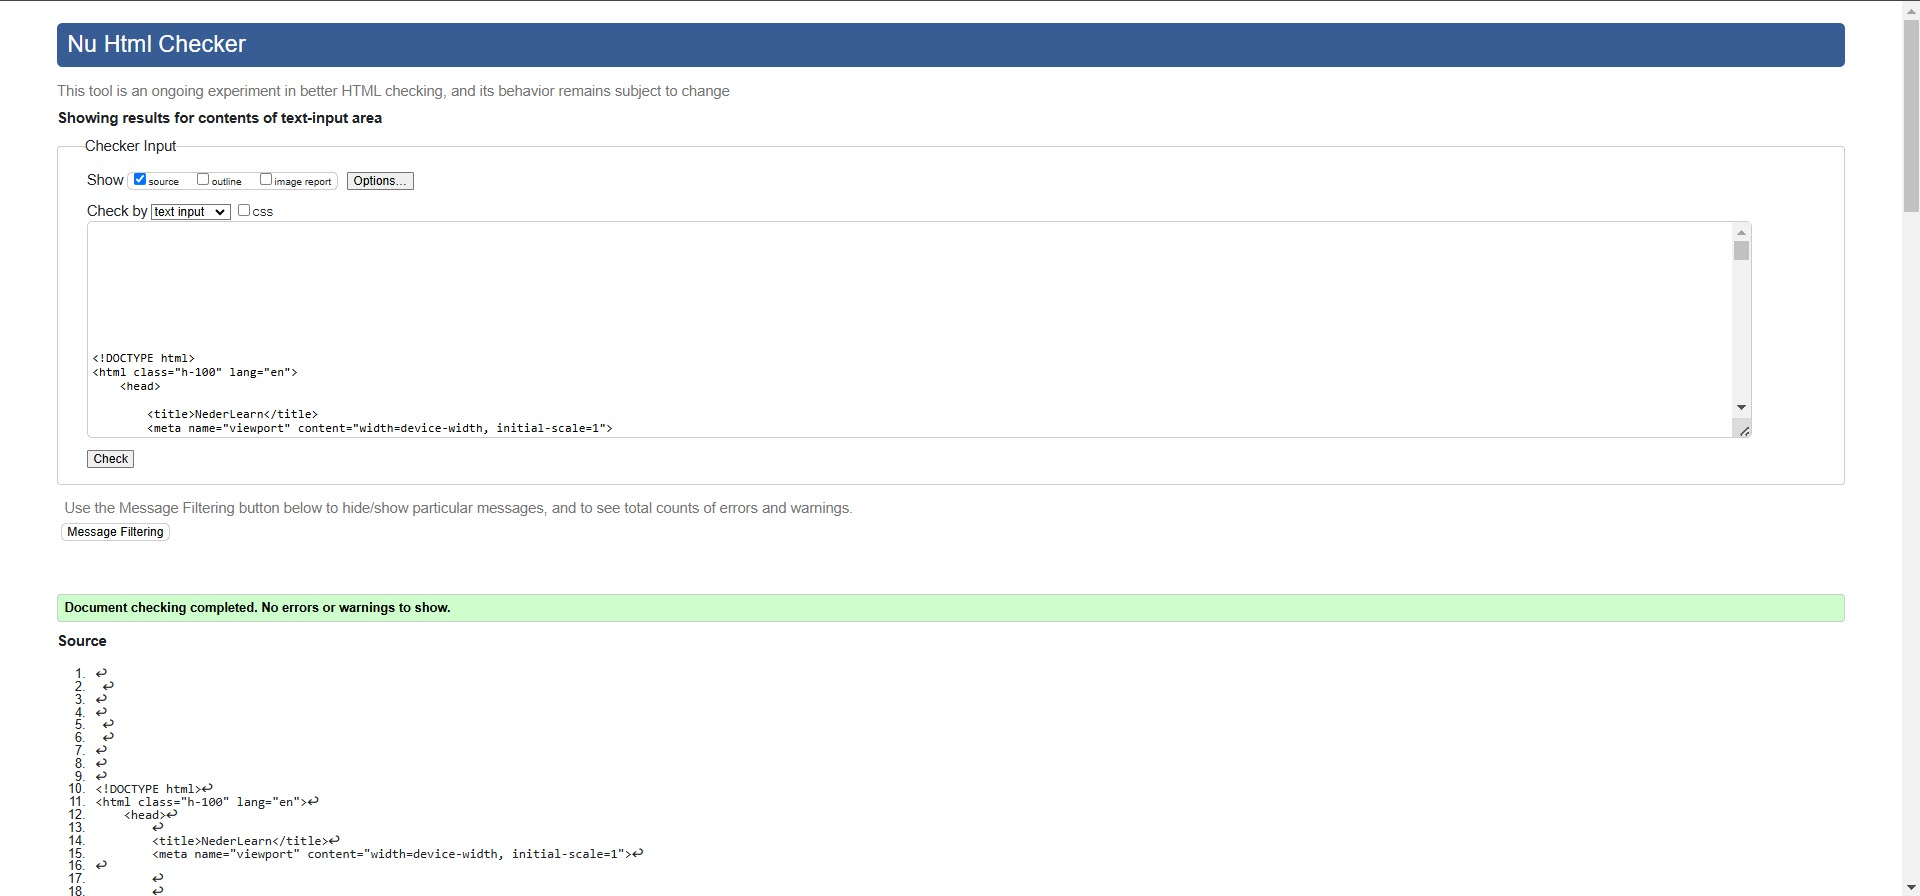 Nu Html Checker
This tool is an ongoing experiment in better HTML checking, and its behavior remains subject to change
Showing results for contents of text-input area
Checker Input
Show source outline image report Options...
Check by text input css
<!DOCTYPE html>
<html class="h-100" lang="en">
<head>
<title>NederLearn</title>
<meta name="viewport" content="width=device-width, initial-scale=1">
Check
Use the Message Filtering button below to hide/show particular messages, and to see total counts of errors and warnings.
Message Filtering
Document checking completed. No errors or warnings to show.
Source
1. ↩
2. ↩
3. ↩
4. ↩
5. ↩
6. ↩
7. ↩
8. ↩
9. ↩
10. <!DOCTYPE html>↩
11. <html class="h-100" lang="en">↩
12. <head>↩
13. ↩
14. <title>NederLearn</title>↩
15. <meta name="viewport" content="width=device-width, initial-scale=1">↩
16. ↩
17. ↩
18. ↩